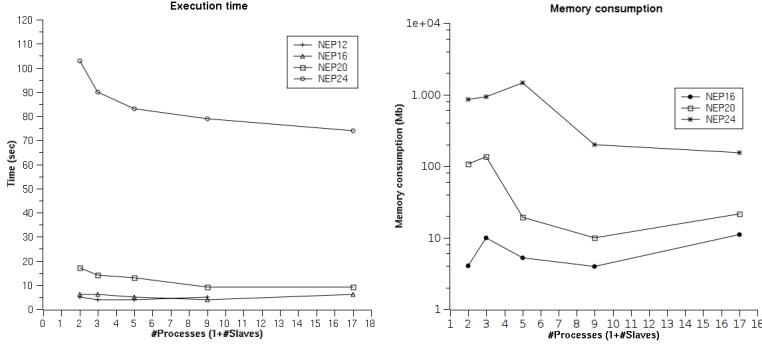 Execution time
120
110
100
90
80
70
60
50
40
30
20
10
0
Time (sec)
NEP12
NEP16
NEP20
NEP24
0 1 2 3 4 5 6 7 8 9 10 11 12 13 14 15 16 17 18
#Processes (1+#Slaves)
Memory consumption
1e+04
1.000
100
10
1
Memory consumption (Mb)
NEP16
NEP20
NEP24
1 2 3 4 5 6 7 8 9 10 11 12 13 14 15 16 17 18
#Processes (1+#Slaves)